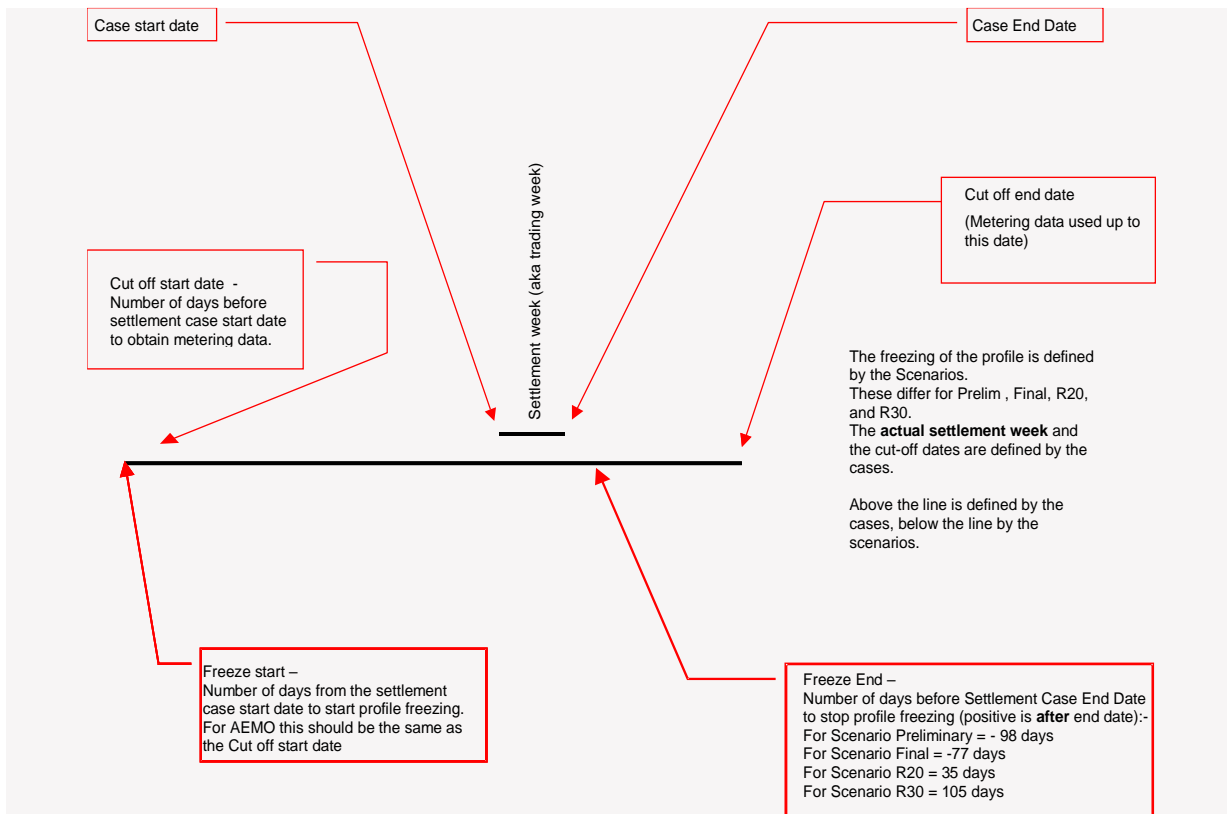 Case start date
Case End Date
Settlement week (aka trading week)
Cut off end date
(Metering data used up to
this date)
Cut off start date -
Number of days before
settlement case start date
to obtain metering data.
The freezing of the profile is defined
by the Scenarios.
These differ for Prelim , Final, R20,
and R30.
The actual settlement week and
the cut-off dates are defined by the
cases.
Above the line is defined by the
cases, below the line by the
scenarios.
Freeze start –
Number of days from the settlement
case start date to start profile freezing.
For AEMO this should be the same as
the Cut off start date
Freeze End –
Number of days before Settlement Case End Date
to stop profile freezing (positive is after end date):-
For Scenario Preliminary = - 98 days
For Scenario Final = -77 days
For Scenario R20 = 35 days
For Scenario R30 = 105 days